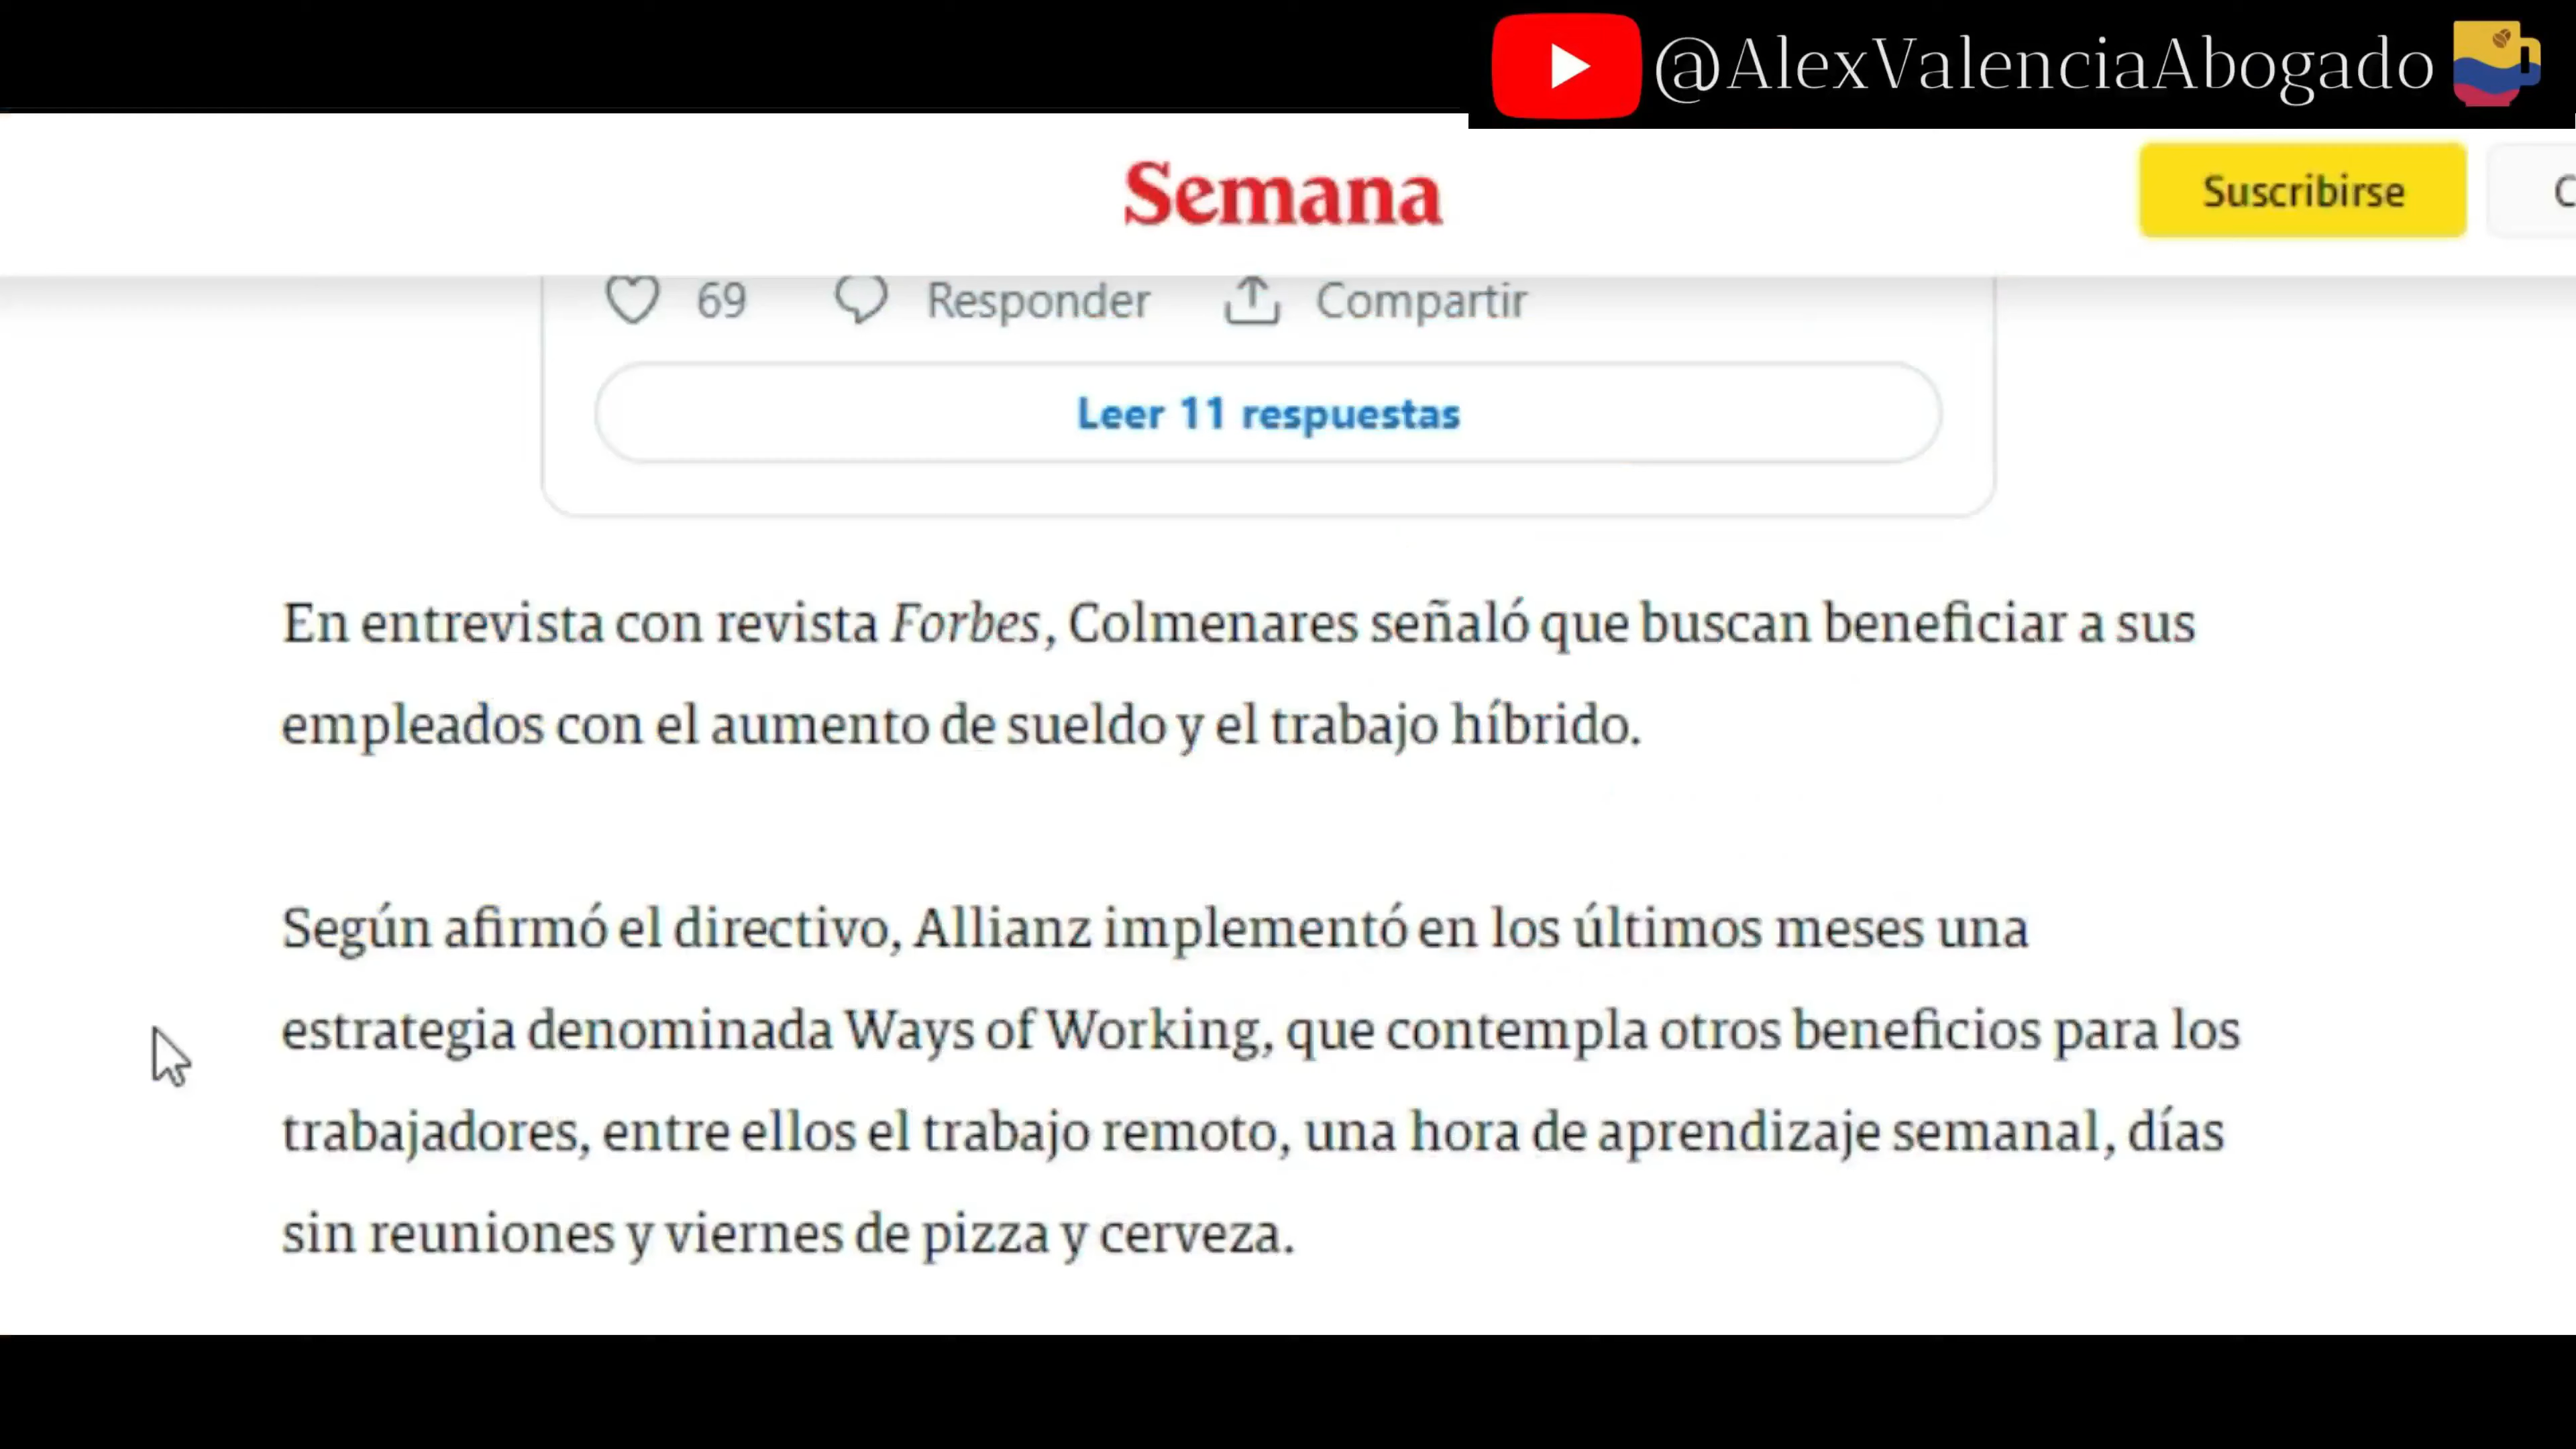 @AlexValenciaAbogado
Semana
Suscribirse
69 Responder Compartir
Leer 11 respuestas
En entrevista con revista Forbes, Colmenares señaló que buscan beneficiar a sus
empleados con el aumento de sueldo y el trabajo híbrido.
Según afirmó el directivo, Allianz implementó en los últimos meses una
estrategia denominada Ways of Working, que contempla otros beneficios para los
trabajadores, entre ellos el trabajo remoto, una hora de aprendizaje semanal, días
sin reuniones y viernes de pizza y cerveza.